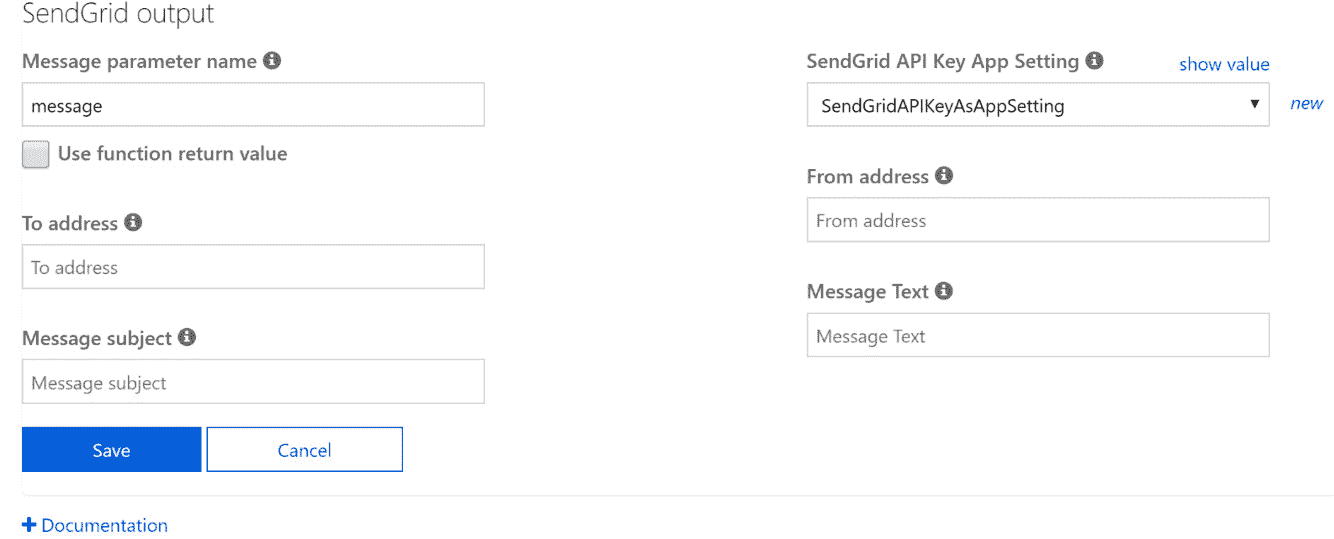 SendGrid output
Message parameter name
message
Use function return value
To address
To address
Message subject
Message subject
Save
Cancel
SendGrid API Key App Setting
show value
SendGridAPIKeyAsAppSetting
new
From address
From address
Message Text
Message Text
Documentation